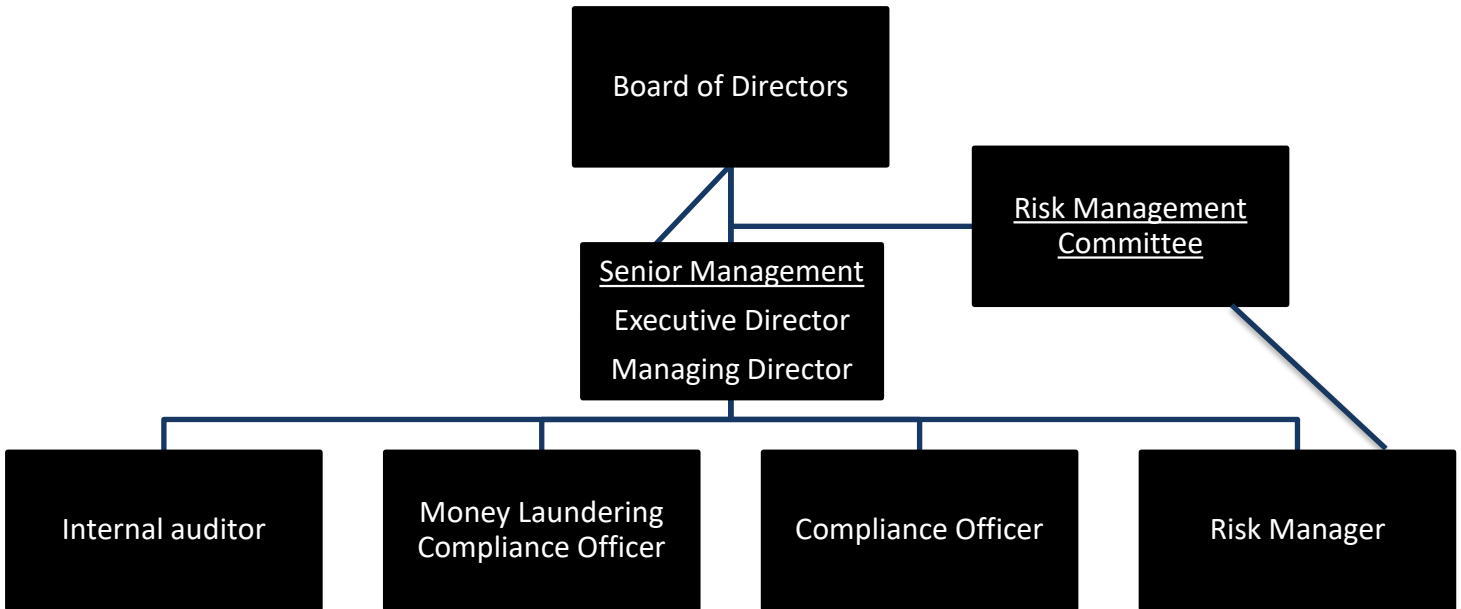 Board of Directors
Risk Management
Committee
Senior Management
Executive Director
Managing Director
Internal auditor
Money Laundering
Compliance Officer
Compliance Officer
Risk Manager